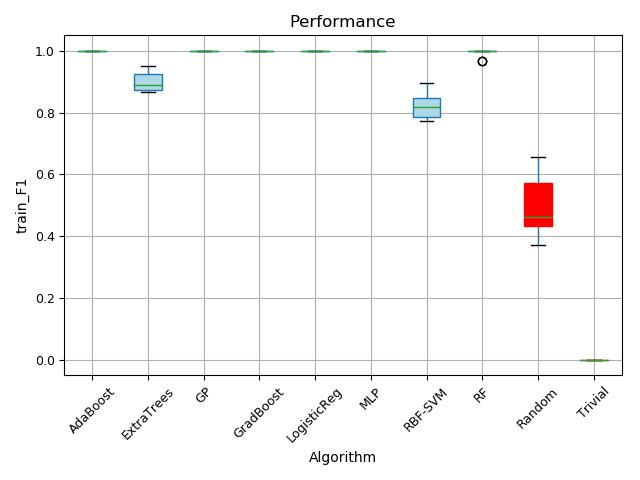 Performance
train_F1
1.0
0.8
0.6
0.4
0.2
0.0
AdaBoost
ExtraTrees
GP
GradBoost
LogisticReg
MLP
RBF-SVM
RF
Random
Trivial
Algorithm